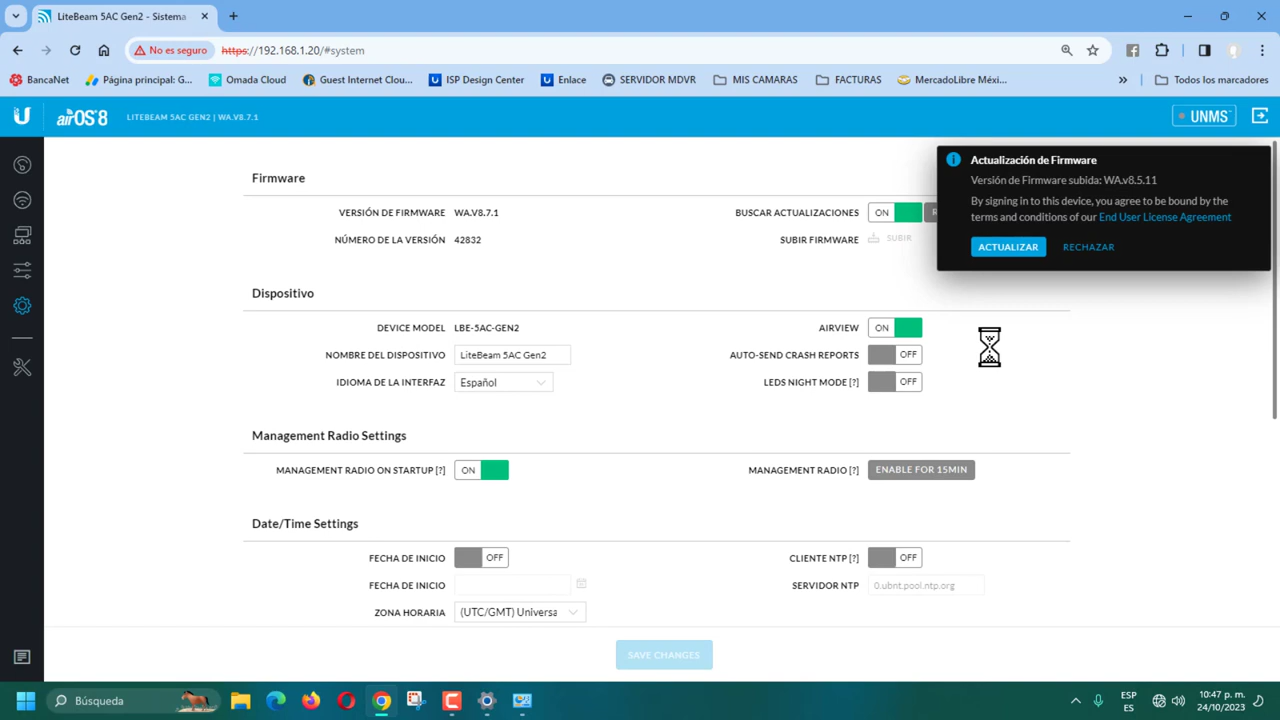 LiteBeam 5AC Gen2 - Sistema
No es seguro
https://192.168.1.20/#system
BancaNet
Página principal: G...
Omada Cloud
Guest Internet Clou...
ISP Design Center
Enlace
SERVIDOR MDVR
MIS CAMARAS
FACTURAS
MercadoLibre Méxi...
»
Todos los marcadores
airOS 8
LITEBEAM 5AC GEN2 | WA.V8.7.1
UNMS
Actualización de Firmware
Versión de Firmware subida: WA.v8.5.11
By signing in to this device, you agree to be bound by the
terms and conditions of our End User License Agreement
ACTUALIZAR
RECHAZAR
Firmware
VERSIÓN DE FIRMWARE WA.V8.7.1
BUSCAR ACTUALIZACIONES ON
NÚMERO DE LA VERSIÓN 42832
SUBIR FIRMWARE SUBIR
Dispositivo
DEVICE MODEL LBE-5AC-GEN2
AIRVIEW ON
NOMBRE DEL DISPOSITIVO LiteBeam 5AC Gen2
AUTO-SEND CRASH REPORTS OFF
IDIOMA DE LA INTERFAZ Español
LEDS NIGHT MODE [?] OFF
Management Radio Settings
MANAGEMENT RADIO ON STARTUP [?] ON
MANAGEMENT RADIO [?] ENABLE FOR 15MIN
Date/Time Settings
FECHA DE INICIO OFF
CLIENTE NTP [?] OFF
FECHA DE INICIO
SERVIDOR NTP 0.ubnt.pool.ntp.org
ZONA HORARIA (UTC/GMT) Universa
SAVE CHANGES
Búsqueda
ESP
ES
10:47 p. m.
24/10/2023